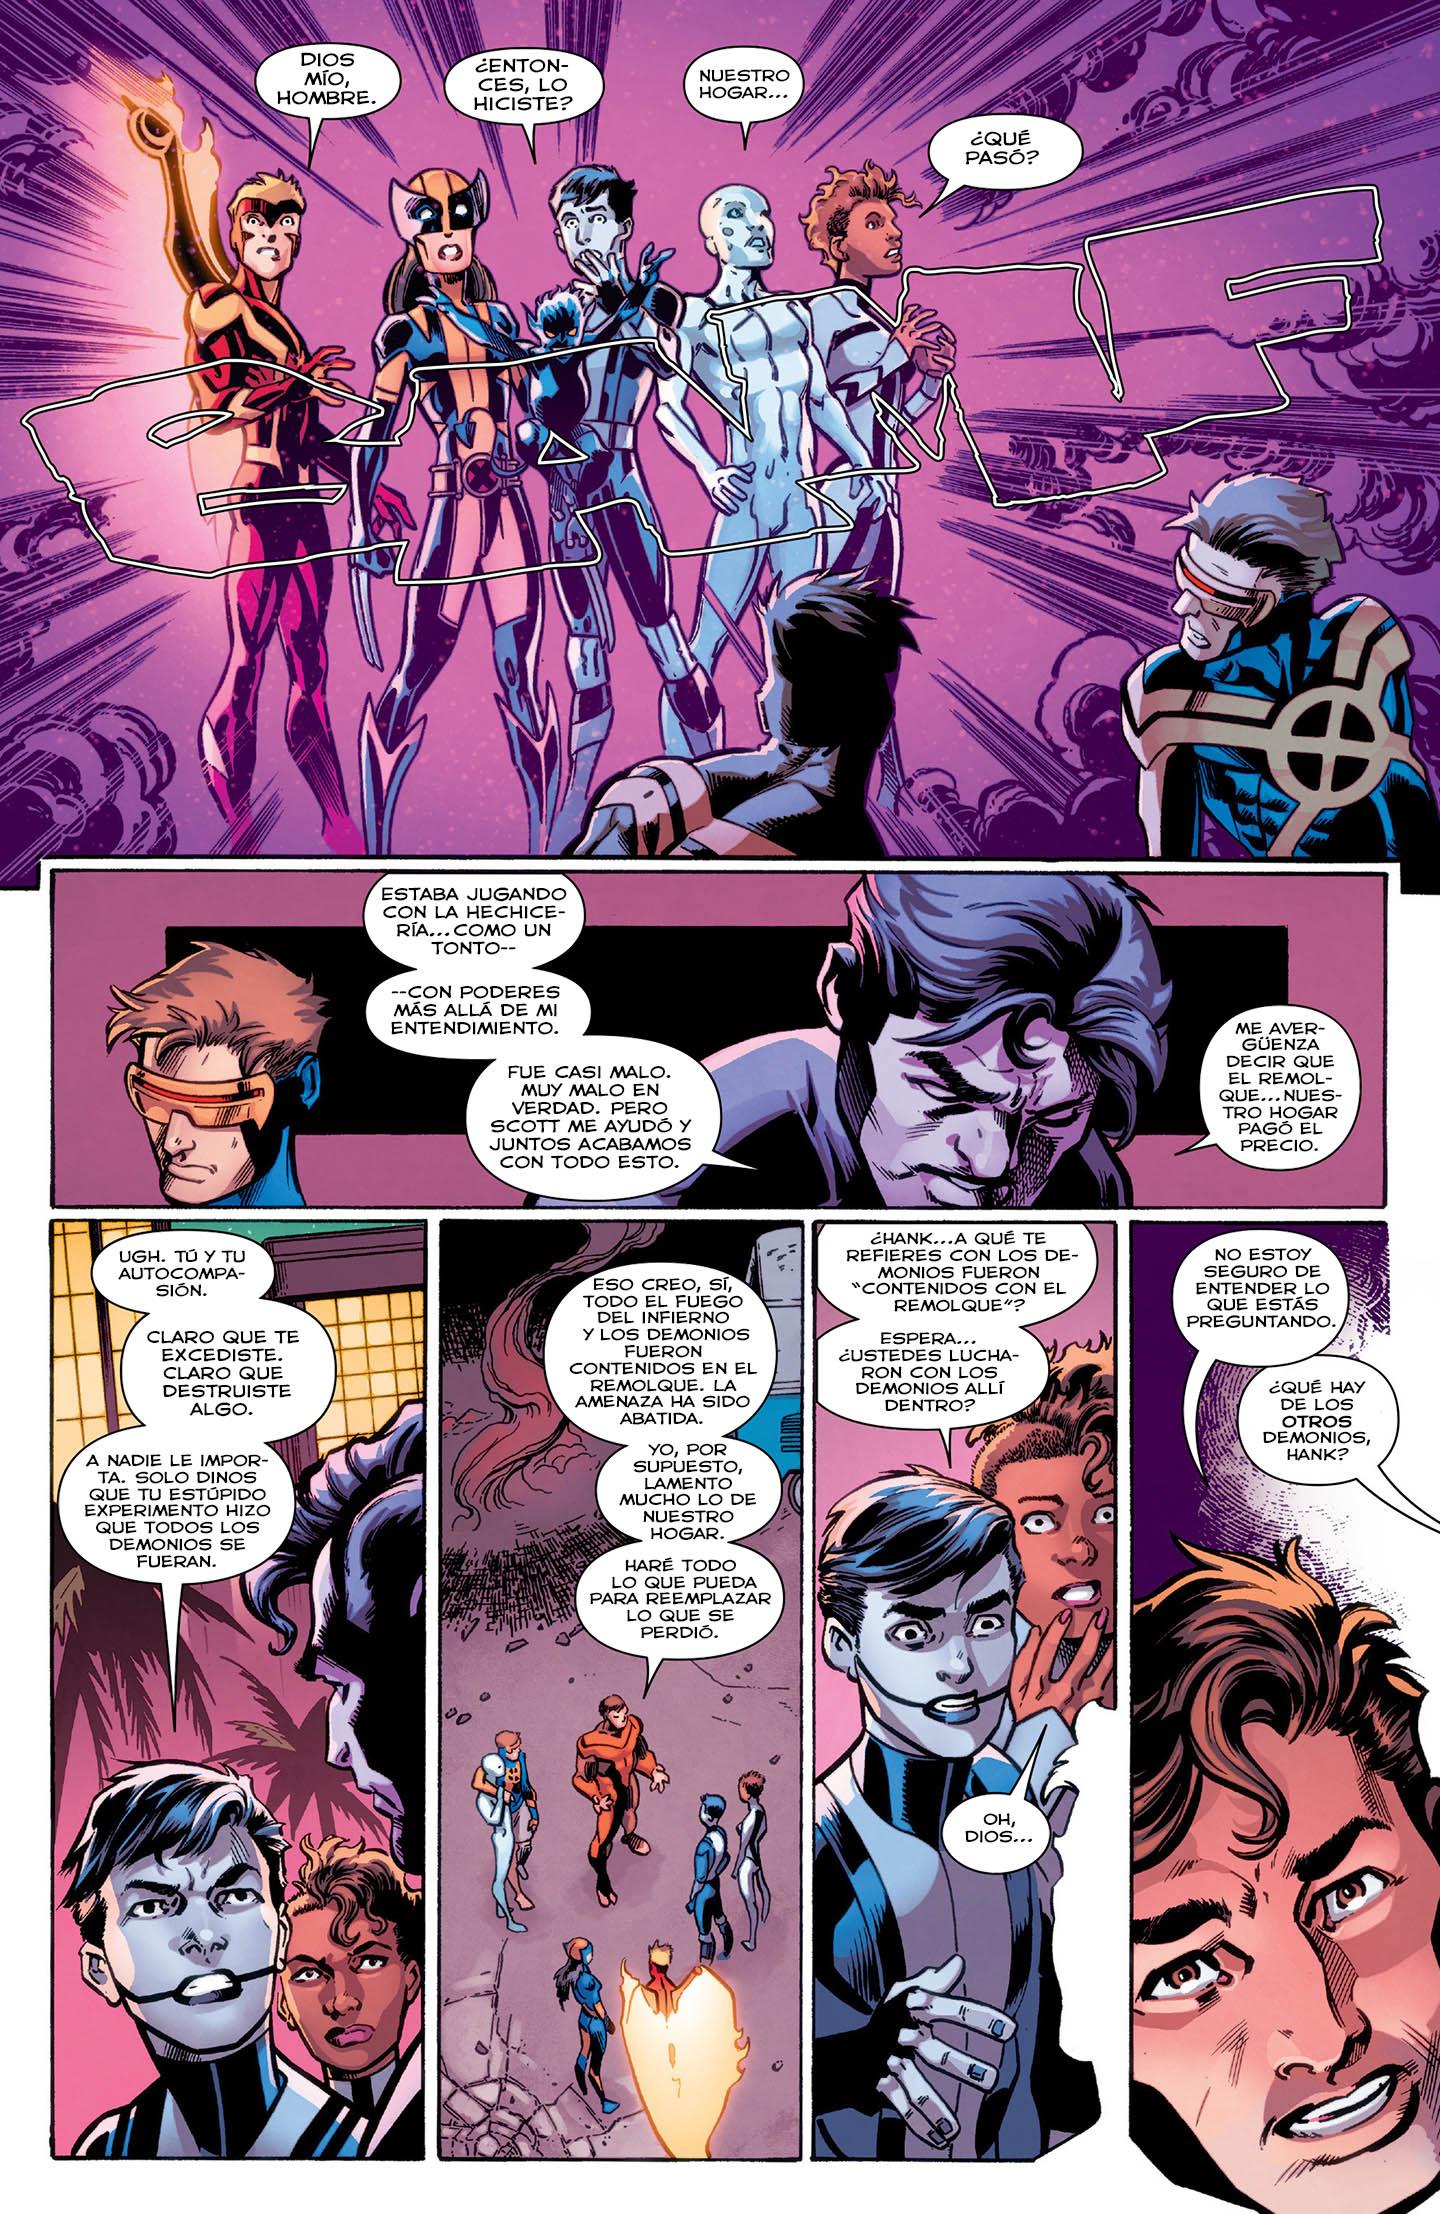 DIOS
MÍO,
HOMBRE.
¿ENTON-
CES, LO
HICISTE?
NUESTRO
HOGAR...
¿QUÉ
PASÓ?
BAMF
ESTABA JUGANDO
CON LA HECHICE-
RÍA...COMO UN
TONTO--
--CON PODERES
MÁS ALLÁ DE MI
ENTENDIMIENTO.
FUE CASI MALO.
MUY MALO EN
VERDAD. PERO
SCOTT ME AYUDÓ Y
JUNTOS ACABAMOS
CON TODO ESTO.
ME AVER-
GÜENZA
DECIR QUE
EL REMOL-
QUE...NUES-
TRO HOGAR
PAGÓ EL
PRECIO.
UGH. TÚ Y TU
AUTOCOMPA-
SIÓN.
CLARO QUE TE
EXCEDISTE.
CLARO QUE
DESTRUISTE
ALGO.
A NADIE LE IMPOR-
TA. SOLO DINOS
QUE TU ESTÚPIDO
EXPERIMENTO HIZO
QUE TODOS LOS
DEMONIOS SE
FUERAN.
ESO CREO, SÍ,
TODO EL FUEGO
DEL INFIERNO
Y LOS DEMONIOS
FUERON
CONTENIDOS EN EL
REMOLQUE. LA
AMENAZA HA SIDO
ABATIDA.
YO, POR
SUPUESTO,
LAMENTO
MUCHO LO DE
NUESTRO
HOGAR.
HARÉ TODO
LO QUE PUEDA
PARA REEMPLAZAR
LO QUE SE
PERDIÓ.
¿HANK...A QUÉ TE
REFIERES CON LOS DE-
MONIOS FUERON
"CONTENIDOS CON EL
REMOLQUE"?
ESPERA...
¿USTEDES LUCHA-
RON CON LOS
DEMONIOS ALLÍ
DENTRO?
OH,
DIOS...
NO ESTOY
SEGURO DE
ENTENDER LO
QUE ESTÁS
PREGUNTANDO.
¿QUÉ HAY
DE LOS
OTROS
DEMONIOS,
HANK?